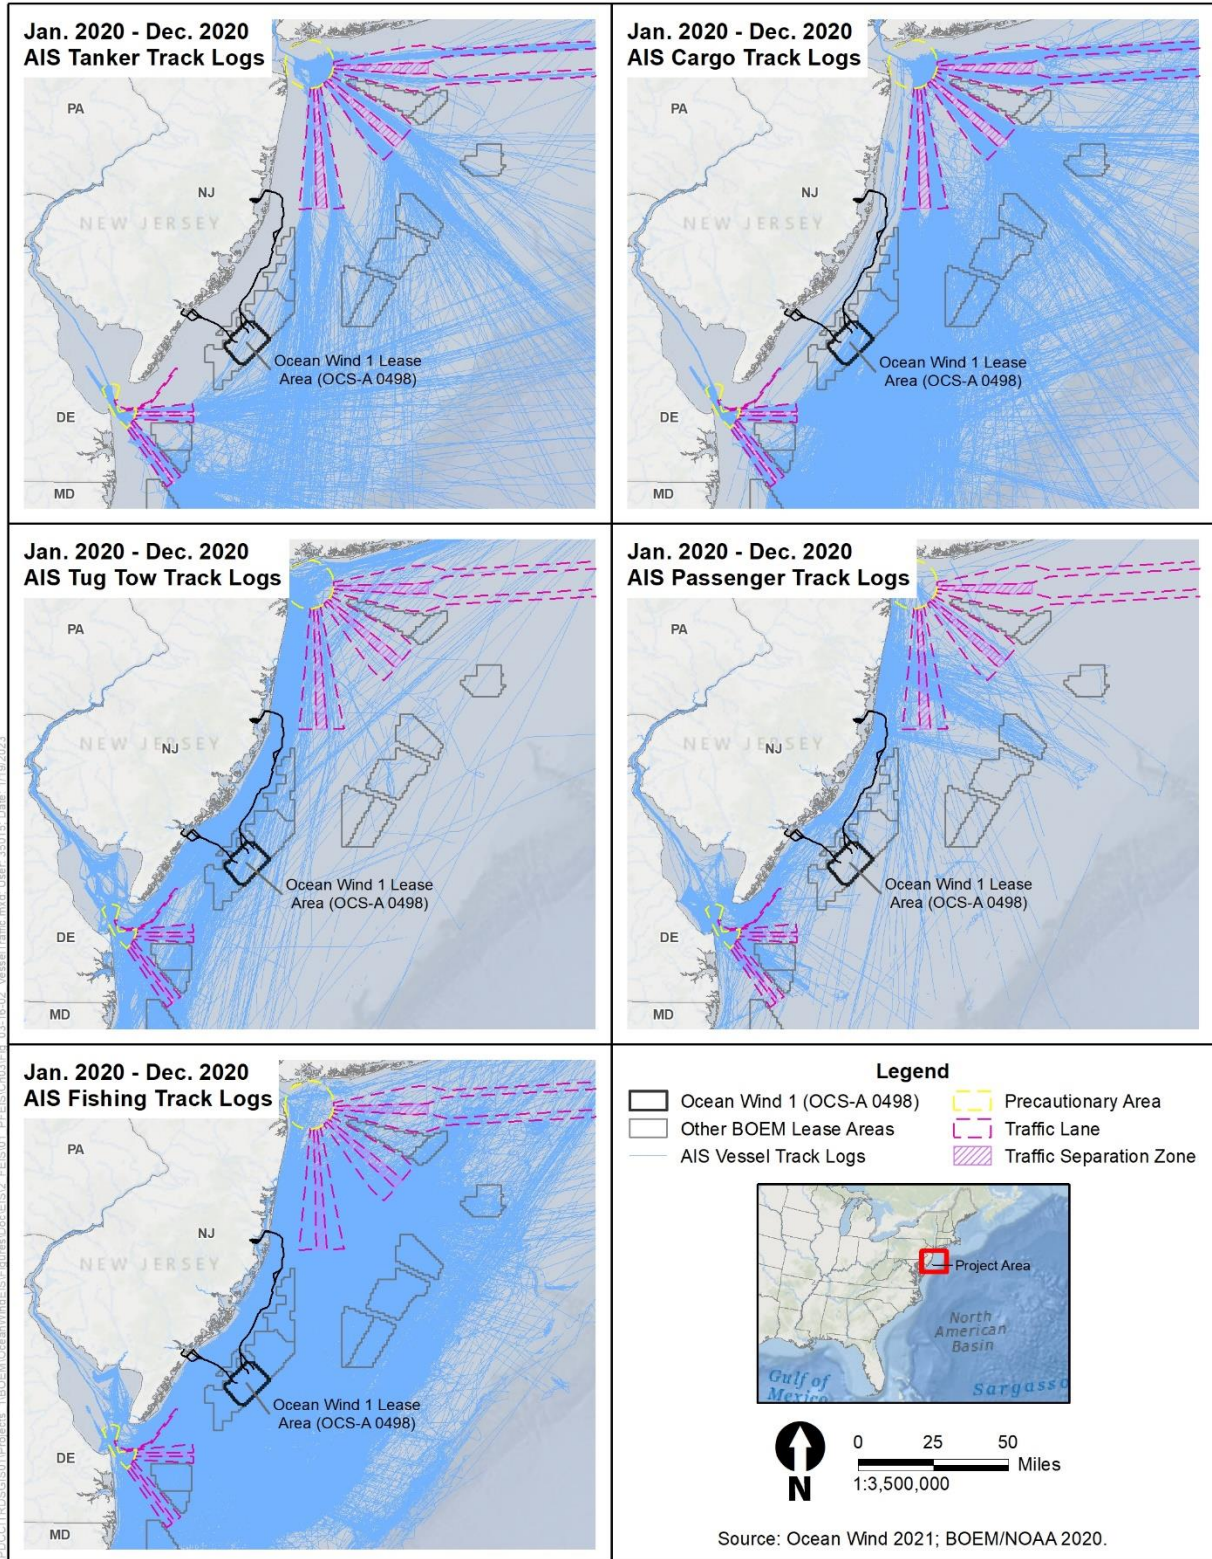 Jan. 2020 - Dec. 2020
AIS Tanker Track Logs
PA
NJ
NEW JERSEY
Ocean Wind 1 Lease
Area (OCS-A 0498)
DE
MD
Jan. 2020 - Dec. 2020
AIS Cargo Track Logs
PA
NJ
NEW JERSEY
Ocean Wind 1 Lease
Area (OCS-A 0498)
DE
MD
Jan. 2020 - Dec. 2020
AIS Tug Tow Track Logs
PA
NEW JERSEY
NJ
Ocean Wind 1 Lease
Area (OCS-A 0498)
DE
MD
Jan. 2020 - Dec. 2020
AIS Passenger Track Logs
PA
NEW JERSEY
NJ
Ocean Wind 1 Lease
Area (OCS-A 0498)
DE
MD
Jan. 2020 - Dec. 2020
AIS Fishing Track Logs
PA
NJ
NEW JERSEY
Ocean Wind 1 Lease
Area (OCS-A 0498)
DE
MD
Legend
Ocean Wind 1 (OCS-A 0498)
Other BOEM Lease Areas
AIS Vessel Track Logs
Precautionary Area
Traffic Lane
Traffic Separation Zone
Project Area
North
American
Basin
Gulf of
Mexico
Sargasso
N
0 25 50
Miles
1:3,500,000
Source: Ocean Wind 2021; BOEM/NOAA 2020.